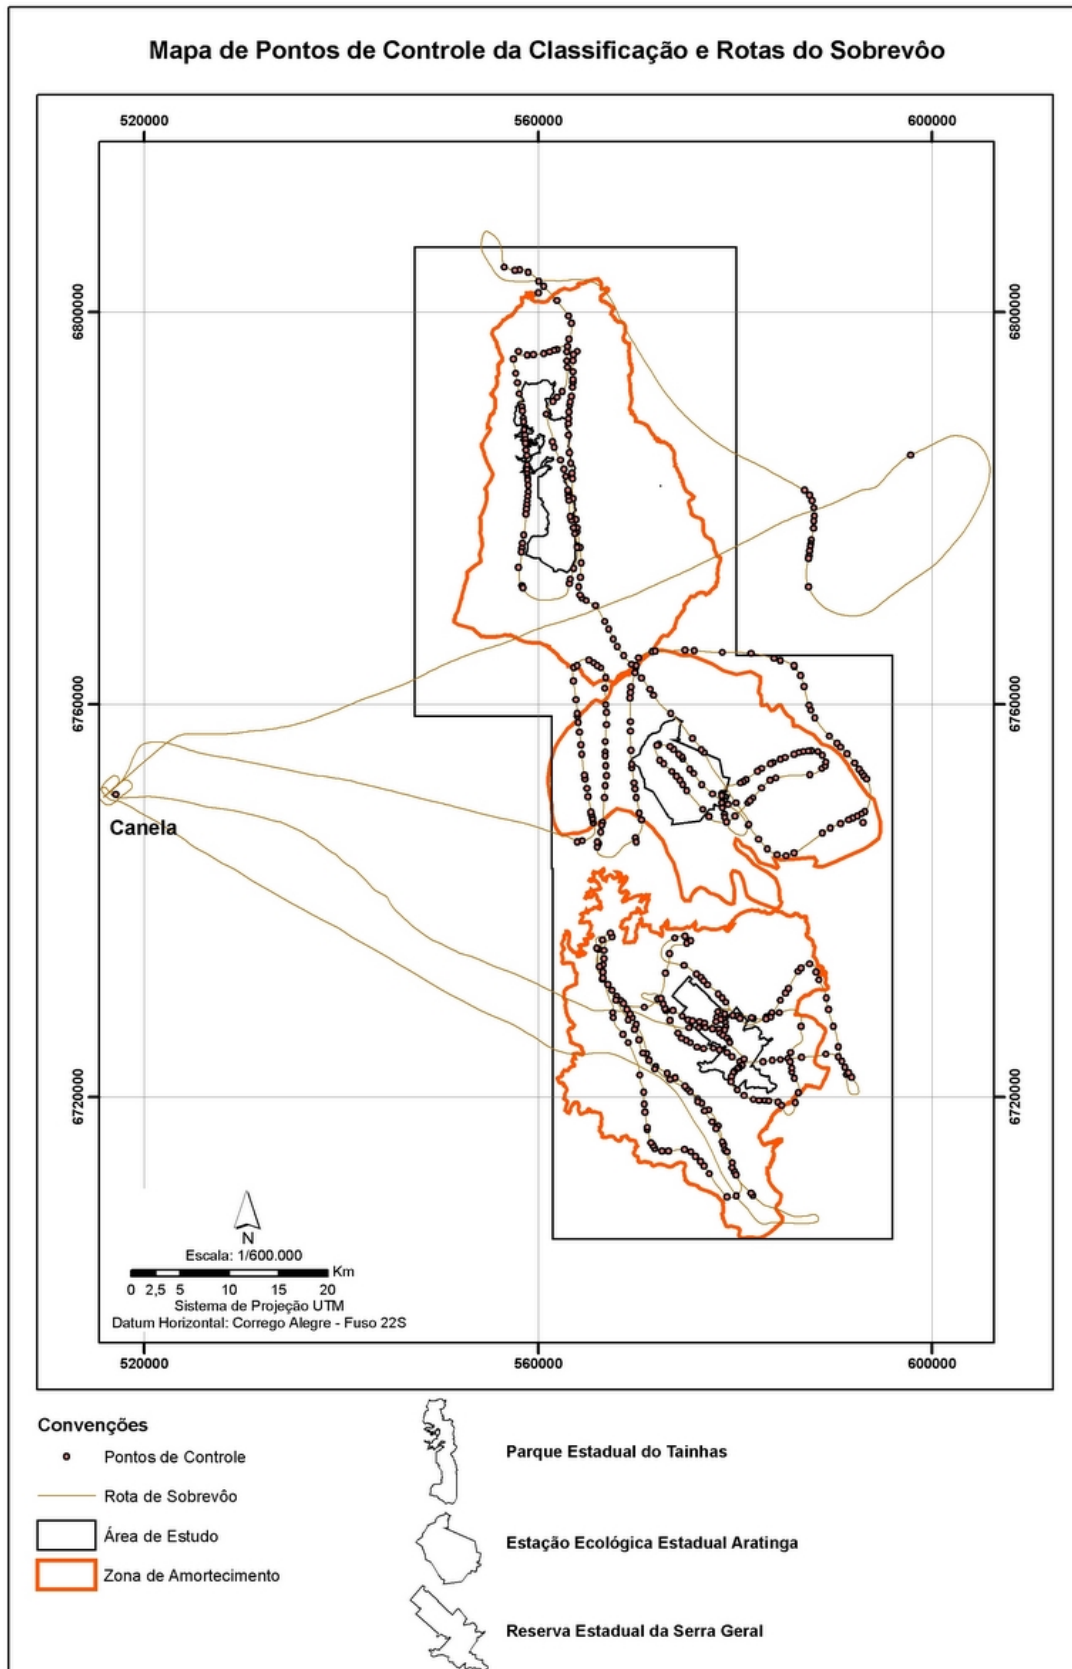 Mapa de Pontos de Controle da Classificação e Rotas do Sobrevôo
520000 560000 600000
6800000 6800000
6760000 6760000
Canela
6720000 6720000
N
Escala: 1/600.000
Km
0 2,5 5 10 15 20
Sistema de Projeção UTM
Datum Horizontal: Corrego Alegre - Fuso 22S
520000 560000 600000
Convenções
Pontos de Controle
Rota de Sobrevôo
Área de Estudo
Zona de Amortecimento
Parque Estadual do Tainhas
Estação Ecológica Estadual Aratinga
Reserva Estadual da Serra Geral